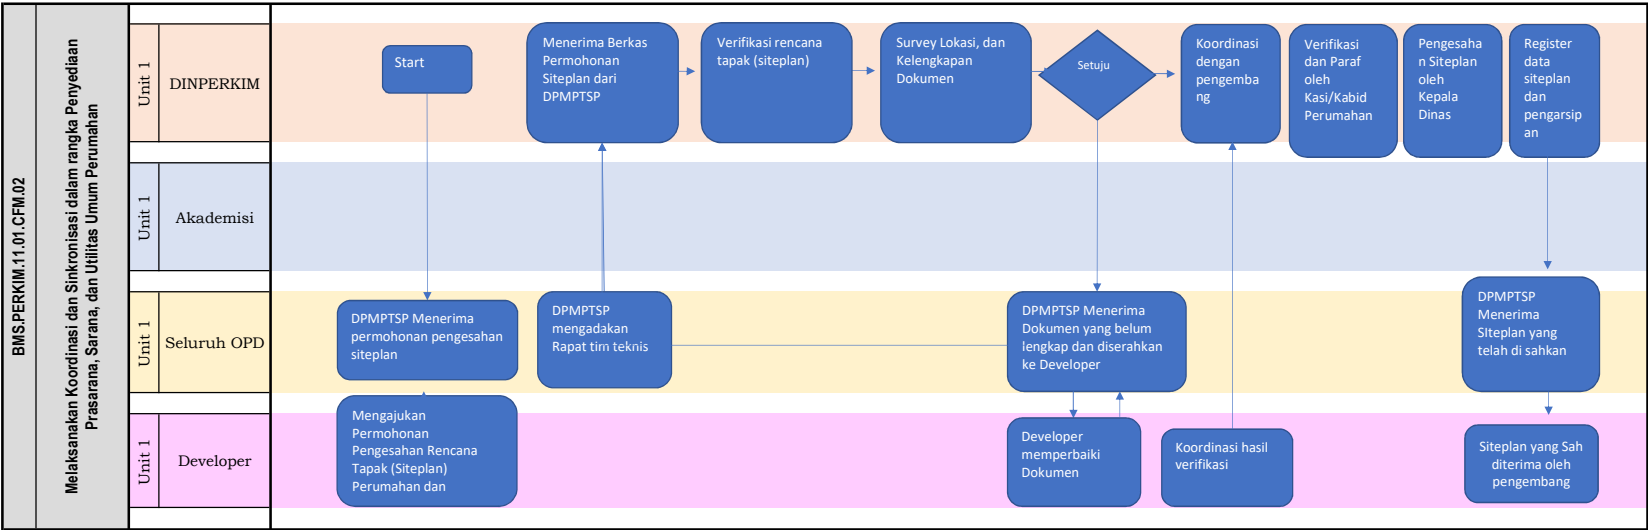 BMIS.PERKIM.11.01.CFM.02
Melaksanakan Koordinasi dan Sinkronisasi dalam rangka Penyedian
Prasarana, Sarana, dan Utilitas Umum Perumahan
Unit 1
DINPERKIM
Start
Menerima Berkas
Permohonan
Siteplan dari
DPMPTSP
Verifikasi rencana
tapak (siteplan)
Survey Lokasi, dan
Kelengkapan
Dokumen
Setuju
Koordinasi
dengan
pengemba
ng
Verifikasi
dan Paraf
oleh
Kasi/Kabid
Perumahan
Pengesaha
n Siteplan
oleh
Kepala
Dinas
Register
data
siteplan
dan
pengarsip
an
Unit 1
Akademisi
Unit 1
Seluruh OPD
DPMPTSP Menerima
permohonan pengesahan
siteplan
DPMPTSP
mengadakan
Rapat tim teknis
DPMPTSP Menerima
Dokumen yang belum
lengkap dan diserahkan
ke Developer
DPMPTSP
Menerima
SIteplan yang
telah di sahkan
Unit 1
Developer
Mengajukan
Permohonan
Pengesahan Rencana
Tapak (Siteplan)
Perumahan dan
Developer
memperbaiki
Dokumen
Koordinasi hasil
verifikasi
Siteplan yang Sah
diterima oleh
pengembang